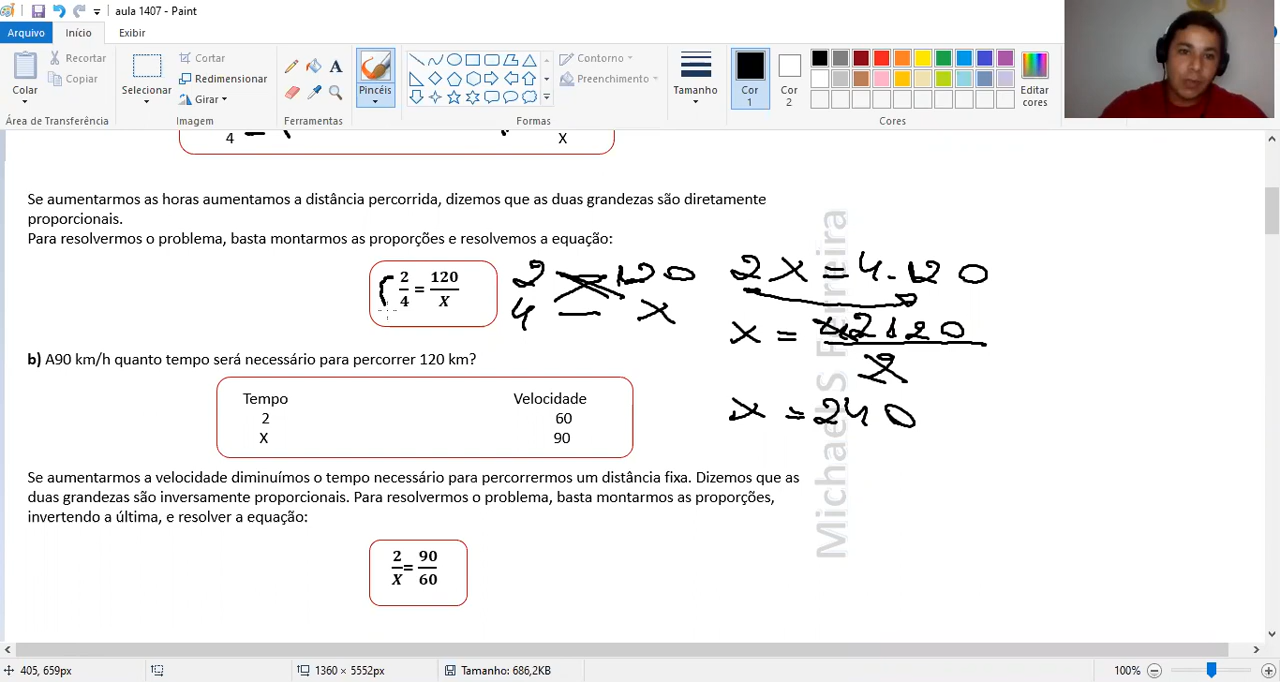 aula 1407 - Paint
Arquivo Início Exibir
Colar
Selecionar
Recortar
Copiar
Cortar
Redimensionar
Girar
Pincéis
Contorno
Preenchimento
Tamanho
Cor 1
Cor 2
Editar cores
Área de Transferência Imagem Ferramentas Formas Cores
4 X
Se aumentarmos as horas aumentamos a distância percorrida, dizemos que as duas grandezas são diretamente
proporcionais.
Para resolvermos o problema, basta montarmos as proporções e resolvemos a equação:
2/4 = 120/X
2 = 120
4 — x
2x = 4.120
x = 2 120
2
x = 240
b) A90 km/h quanto tempo será necessário para percorrer 120 km?
Tempo Velocidade
2 60
X 90
Se aumentarmos a velocidade diminuímos o tempo necessário para percorrermos um distância fixa. Dizemos que as
duas grandezas são inversamente proporcionais. Para resolvermos o problema, basta montarmos as proporções,
invertendo a última, e resolver a equação:
2/X = 90/60
Michael S Ferreira
405, 659px 1360 × 5552px Tamanho: 686,2KB 100%